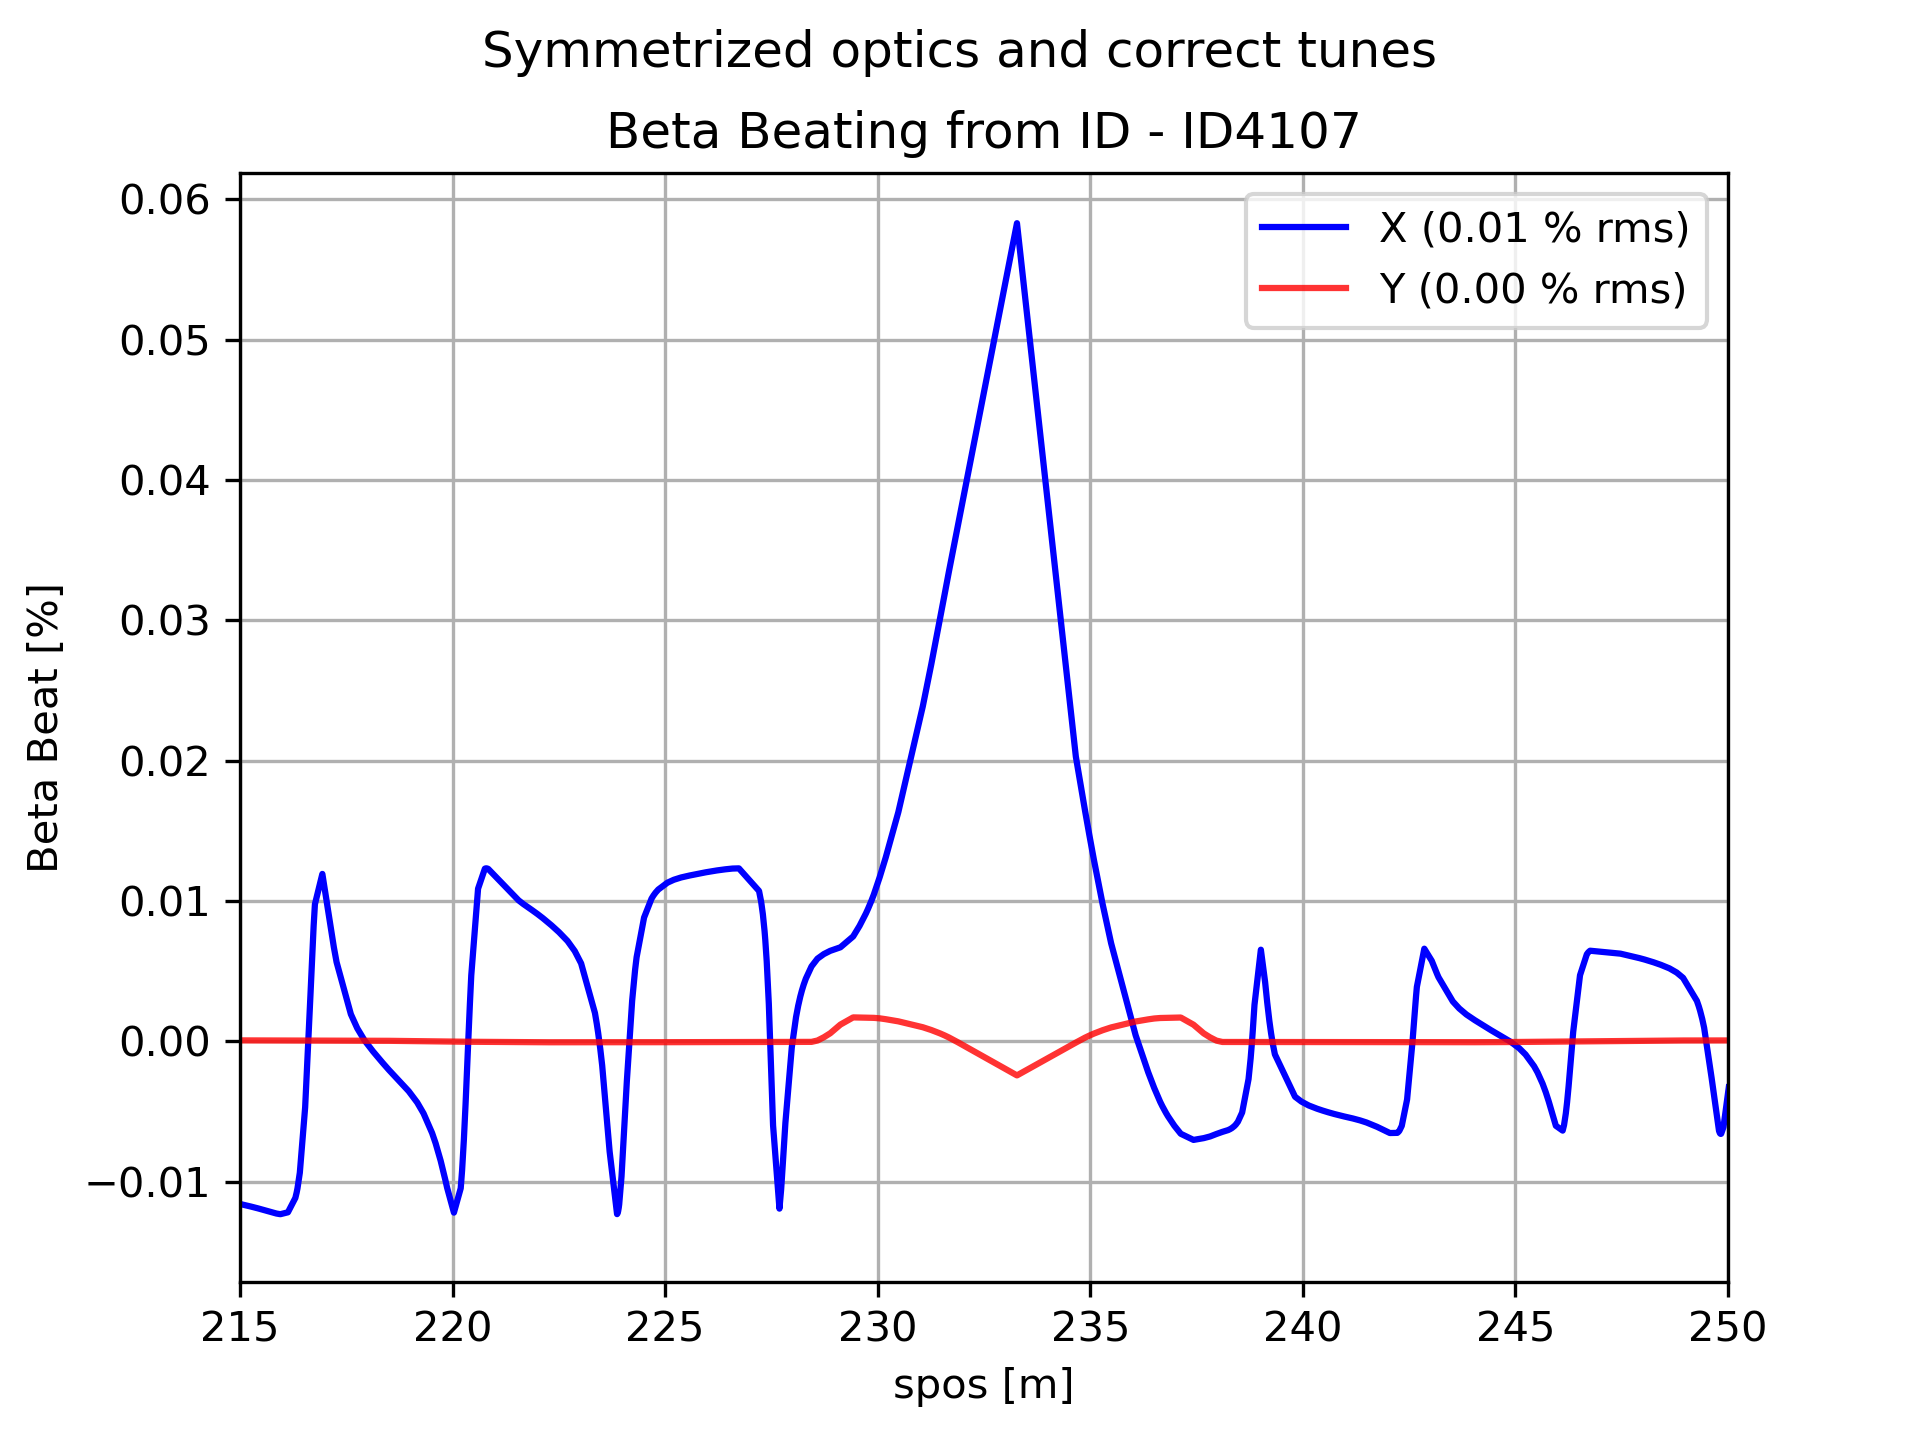 Symmetrized optics and correct tunes
Beta Beating from ID - ID4107
X (0.01 % rms)
Y (0.00 % rms)
0.06
0.05
0.04
0.03
0.02
0.01
0.00
−0.01
Beta Beat [%]
215 220 225 230 235 240 245 250
spos [m]